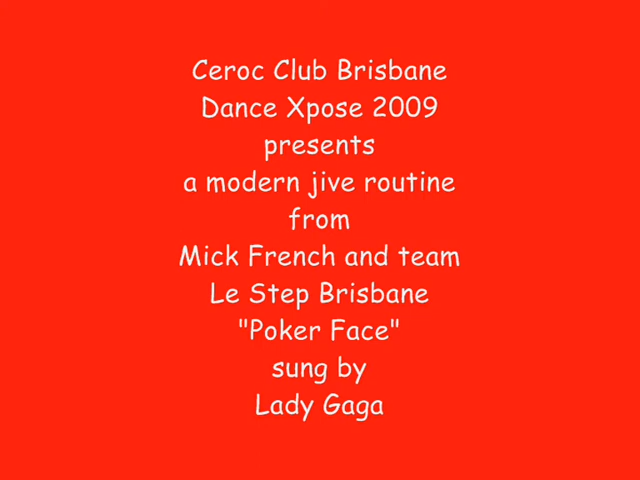 Ceroc Club Brisbane
Dance Xpose 2009
presents
a modern jive routine
from
Mick French and team
Le Step Brisbane
"Poker Face"
sung by
Lady Gaga